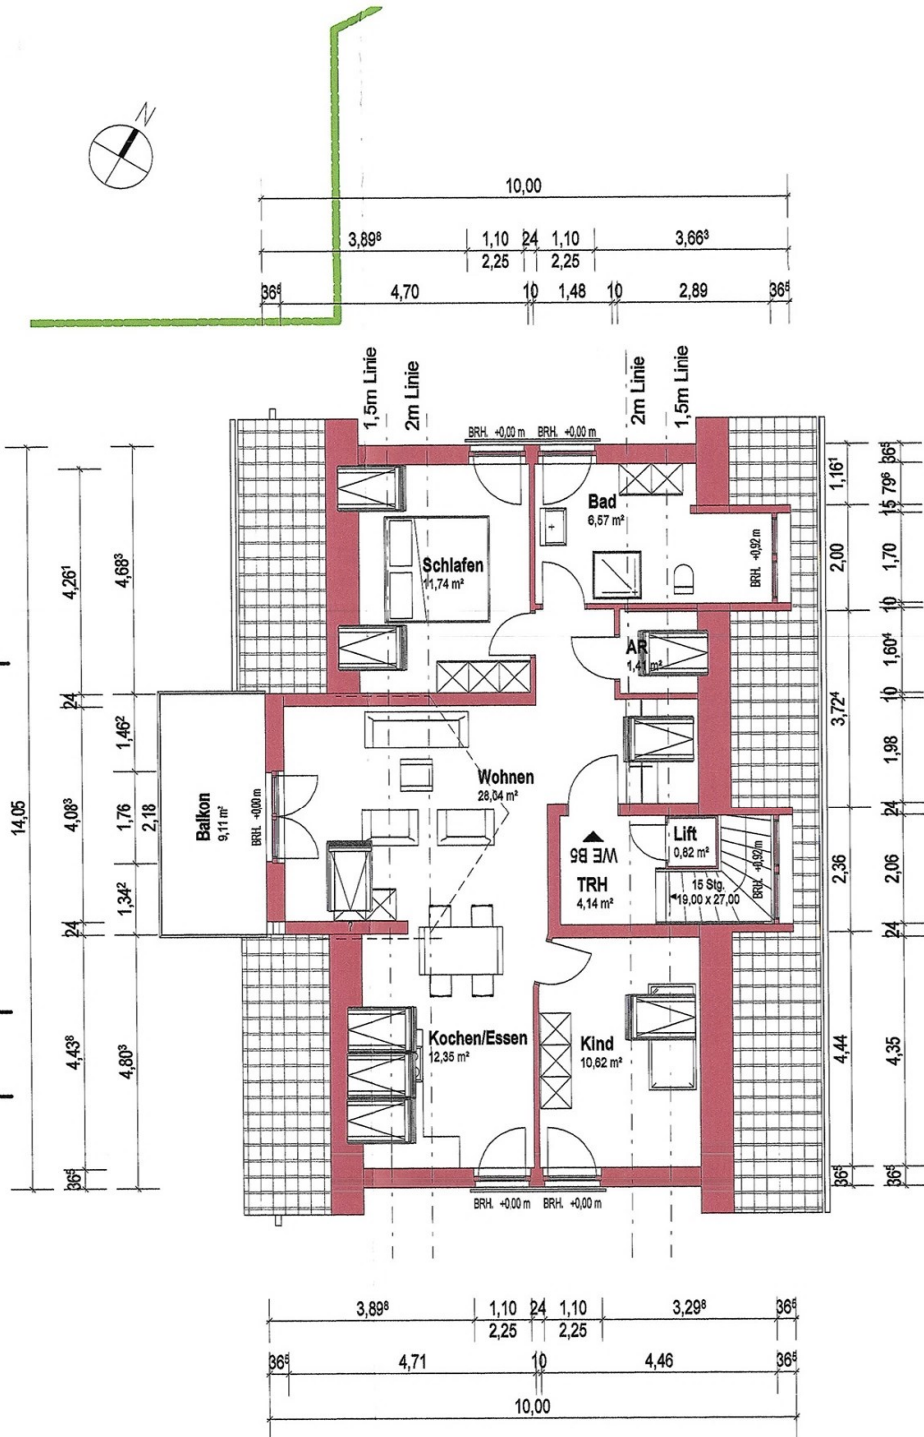 N
10,00
3,89⁸ 1,10 24 1,10 3,66³
2,25 2,25
36⁵ 4,70 10 1,48 10 2,89 36⁵
1,5m Linie
2m Linie
2m Linie
1,5m Linie
BRH. +0,00 m
BRH. +0,00 m
Bad
6,57 m²
BRH. +0,92 m
Schlafen
11,74 m²
AR
1,41 m²
Wohnen
28,04 m²
Balkon
9,11 m²
BRH. +0,00 m
WE B5
TRH
4,14 m²
Lift
0,82 m²
15 Stg.
19,00 x 27,00
BRH. +0,92 m
Kochen/Essen
12,35 m²
Kind
10,62 m²
BRH. +0,00 m
BRH. +0,00 m
14,05
4,26¹
24
4,08³
24
4,43⁸
36⁵
4,68³
1,46²
1,76
2,18
1,34²
4,80³
1,16¹
2,00
3,72⁴
2,36
4,44
36⁵
36⁵
79⁶
15
1,70
10
1,60⁴
10
1,98
24
2,06
24
4,35
36⁵
3,89⁸ 1,10 24 1,10 3,29⁸ 36⁵
2,25 2,25
36⁵ 4,71 10 4,46 36⁵
10,00